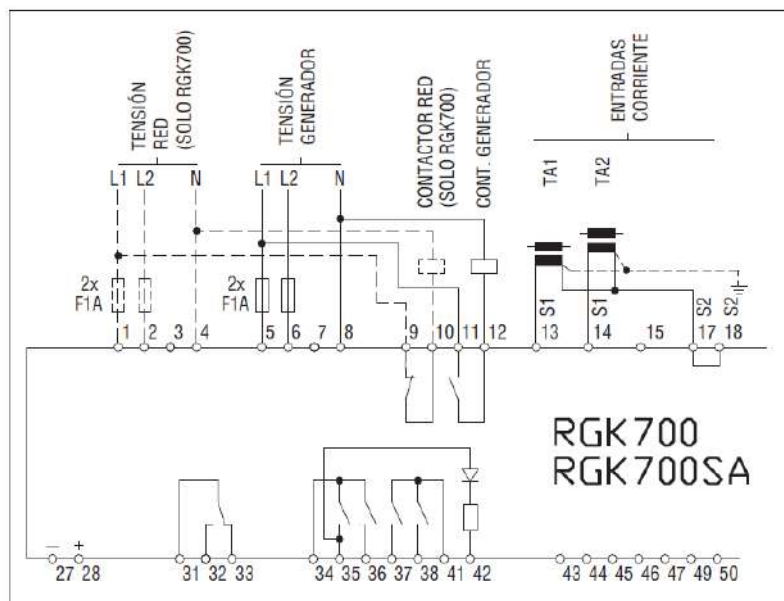 TENSIÓN
RED
(SOLO RGK700)
TENSIÓN
GENERADOR
CONTACTOR RED
(SOLO RGK700)
CONT. GENERADOR
ENTRADAS
CORRIENTE
TA1
TA2
L1 L2 N
L1 L2 N
2x
F1A
2x
F1A
S1
S1
S2
S2
1 2 3 4 5 6 7 8 9 10 11 12 13 14 15 17 18
RGK700
RGK700SA
– +
27 28 31 32 33 34 35 36 37 38 41 42 43 44 45 46 47 49 50